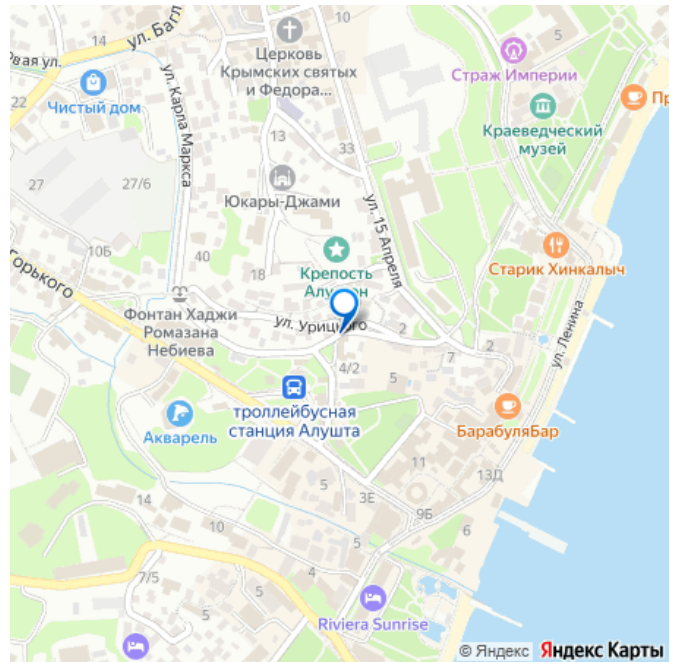 ул. Багл
14
10
2
овая ул.
Церковь
Крымских святых
и Федора...
Страж Империи
Пр
22
Чистый дом
ул. Карла Маркса
Краеведческий
музей
13
33
27
27/6
Юкары-Джами
ул. 15 Апреля
10Б
40
Горького
18
Крепость
Старик Хинкалыч
Фонтан Хаджи
Ромазана
Небиева
2
7
2
ул. Ленина
4/2
5
троллейбусная
станция Алушта
Акварель
БарабуляБар
11
13Д
5
3Е
9Б
14
10
6
5
4
7/5
5
Riviera Sunrise
© Яндекс Яндекс Карты